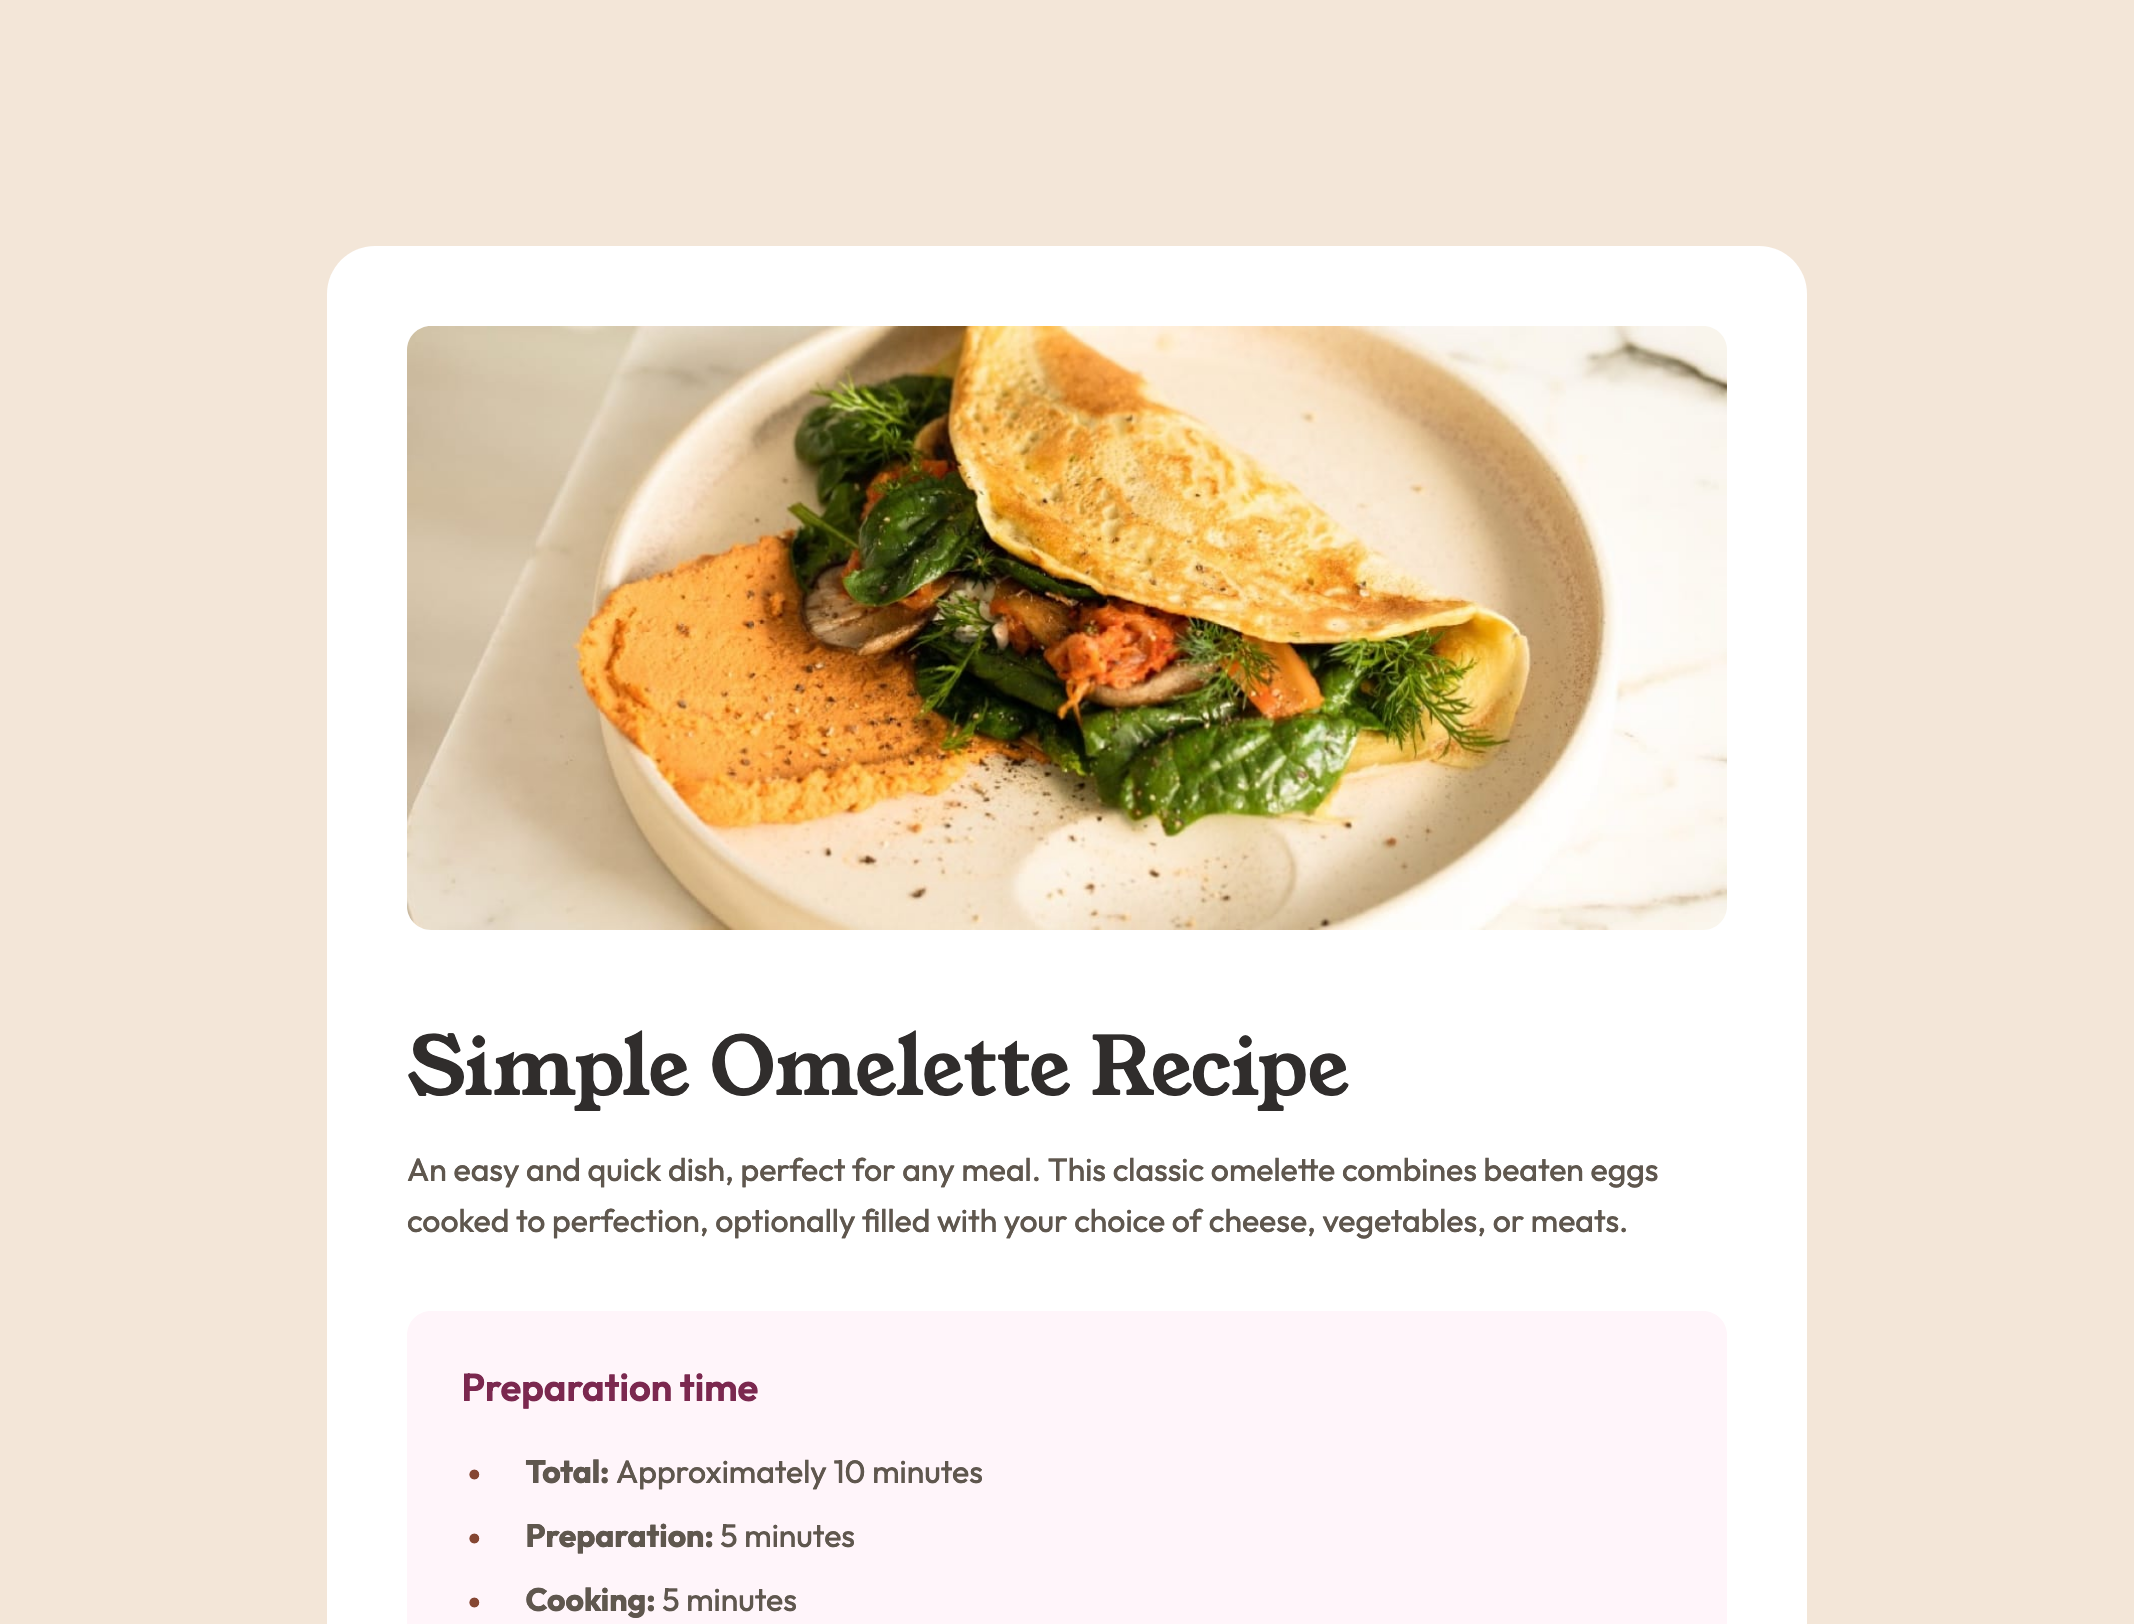 Simple Omelette Recipe
An easy and quick dish, perfect for any meal. This classic omelette combines beaten eggs
cooked to perfection, optionally filled with your choice of cheese, vegetables, or meats.
Preparation time
• Total: Approximately 10 minutes
• Preparation: 5 minutes
• Cooking: 5 minutes